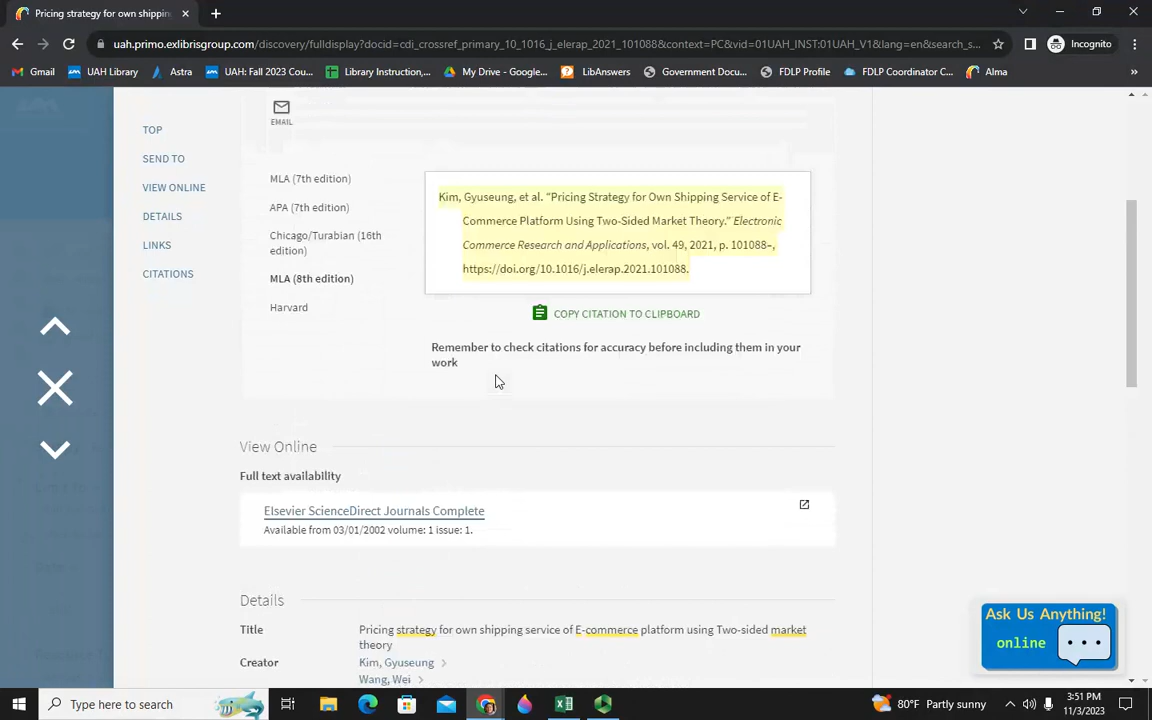 Pricing strategy for own shippin
uah.primo.exlibrisgroup.com/discovery/fulldisplay?docid=cdi_crossref_primary_10_1016_j_elerap_2021_101088&context=PC&vid=01UAH_INST:01UAH_V1&lang=en&search_s...
Incognito
Gmail
UAH Library
Astra
UAH: Fall 2023 Cou...
Library Instruction,...
My Drive - Google...
LibAnswers
Government Docu...
FDLP Profile
FDLP Coordinator C...
Alma
»
EMAIL
TOP
SEND TO
VIEW ONLINE
DETAILS
LINKS
CITATIONS
MLA (7th edition)
APA (7th edition)
Chicago/Turabian (16th
edition)
MLA (8th edition)
Harvard
Kim, Gyuseung, et al. “Pricing Strategy for Own Shipping Service of E-
Commerce Platform Using Two-Sided Market Theory.” Electronic
Commerce Research and Applications, vol. 49, 2021, p. 101088–,
https://doi.org/10.1016/j.elerap.2021.101088.
COPY CITATION TO CLIPBOARD
Remember to check citations for accuracy before including them in your
work
View Online
Full text availability
Elsevier ScienceDirect Journals Complete
Available from 03/01/2002 volume: 1 issue: 1.
Details
Title
Pricing strategy for own shipping service of E-commerce platform using Two-sided market
theory
Creator
Kim, Gyuseung
Wang, Wei
Ask Us Anything!
online
Type here to search
80°F Partly sunny
3:51 PM
11/3/2023